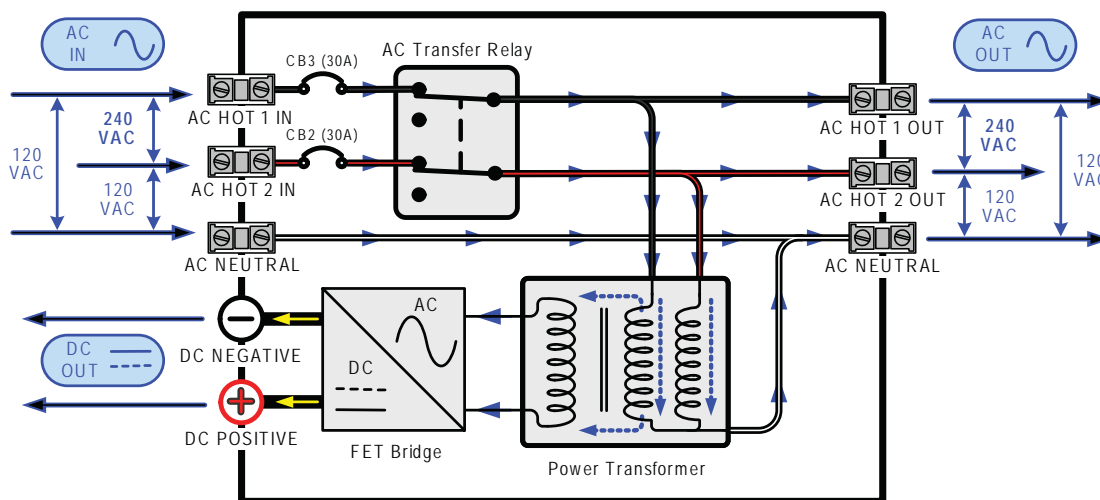 AC
IN
AC Transfer Relay
AC
OUT
CB3 (30A)
AC HOT 1 IN
AC HOT 1 OUT
240
VAC
240
VAC
CB2 (30A)
120
VAC
120
VAC
AC HOT 2 IN
AC HOT 2 OUT
120
VAC
120
VAC
AC NEUTRAL
AC NEUTRAL
AC
DC
DC NEGATIVE
DC
OUT
DC POSITIVE
FET Bridge
Power Transformer